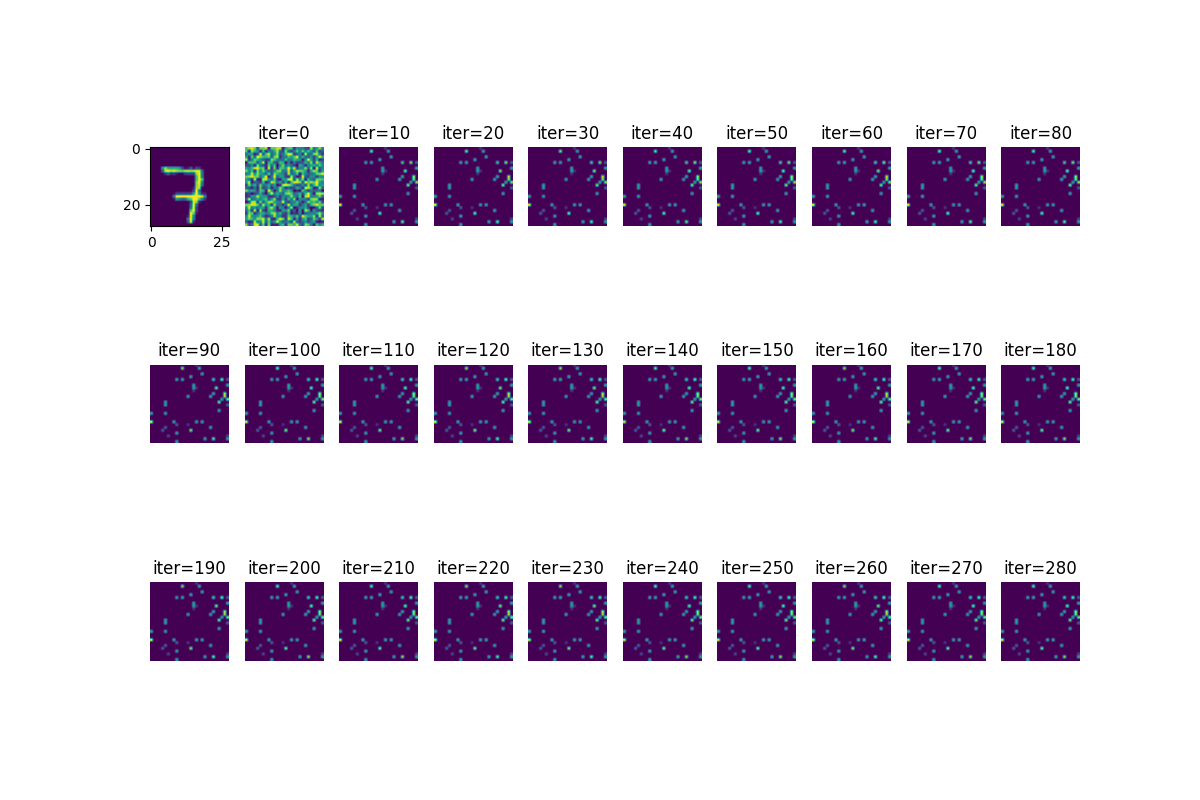 iter=0 iter=10 iter=20 iter=30 iter=40 iter=50 iter=60 iter=70 iter=80
0
7
20
0 25
iter=90 iter=100 iter=110 iter=120 iter=130 iter=140 iter=150 iter=160 iter=170 iter=180
iter=190 iter=200 iter=210 iter=220 iter=230 iter=240 iter=250 iter=260 iter=270 iter=280